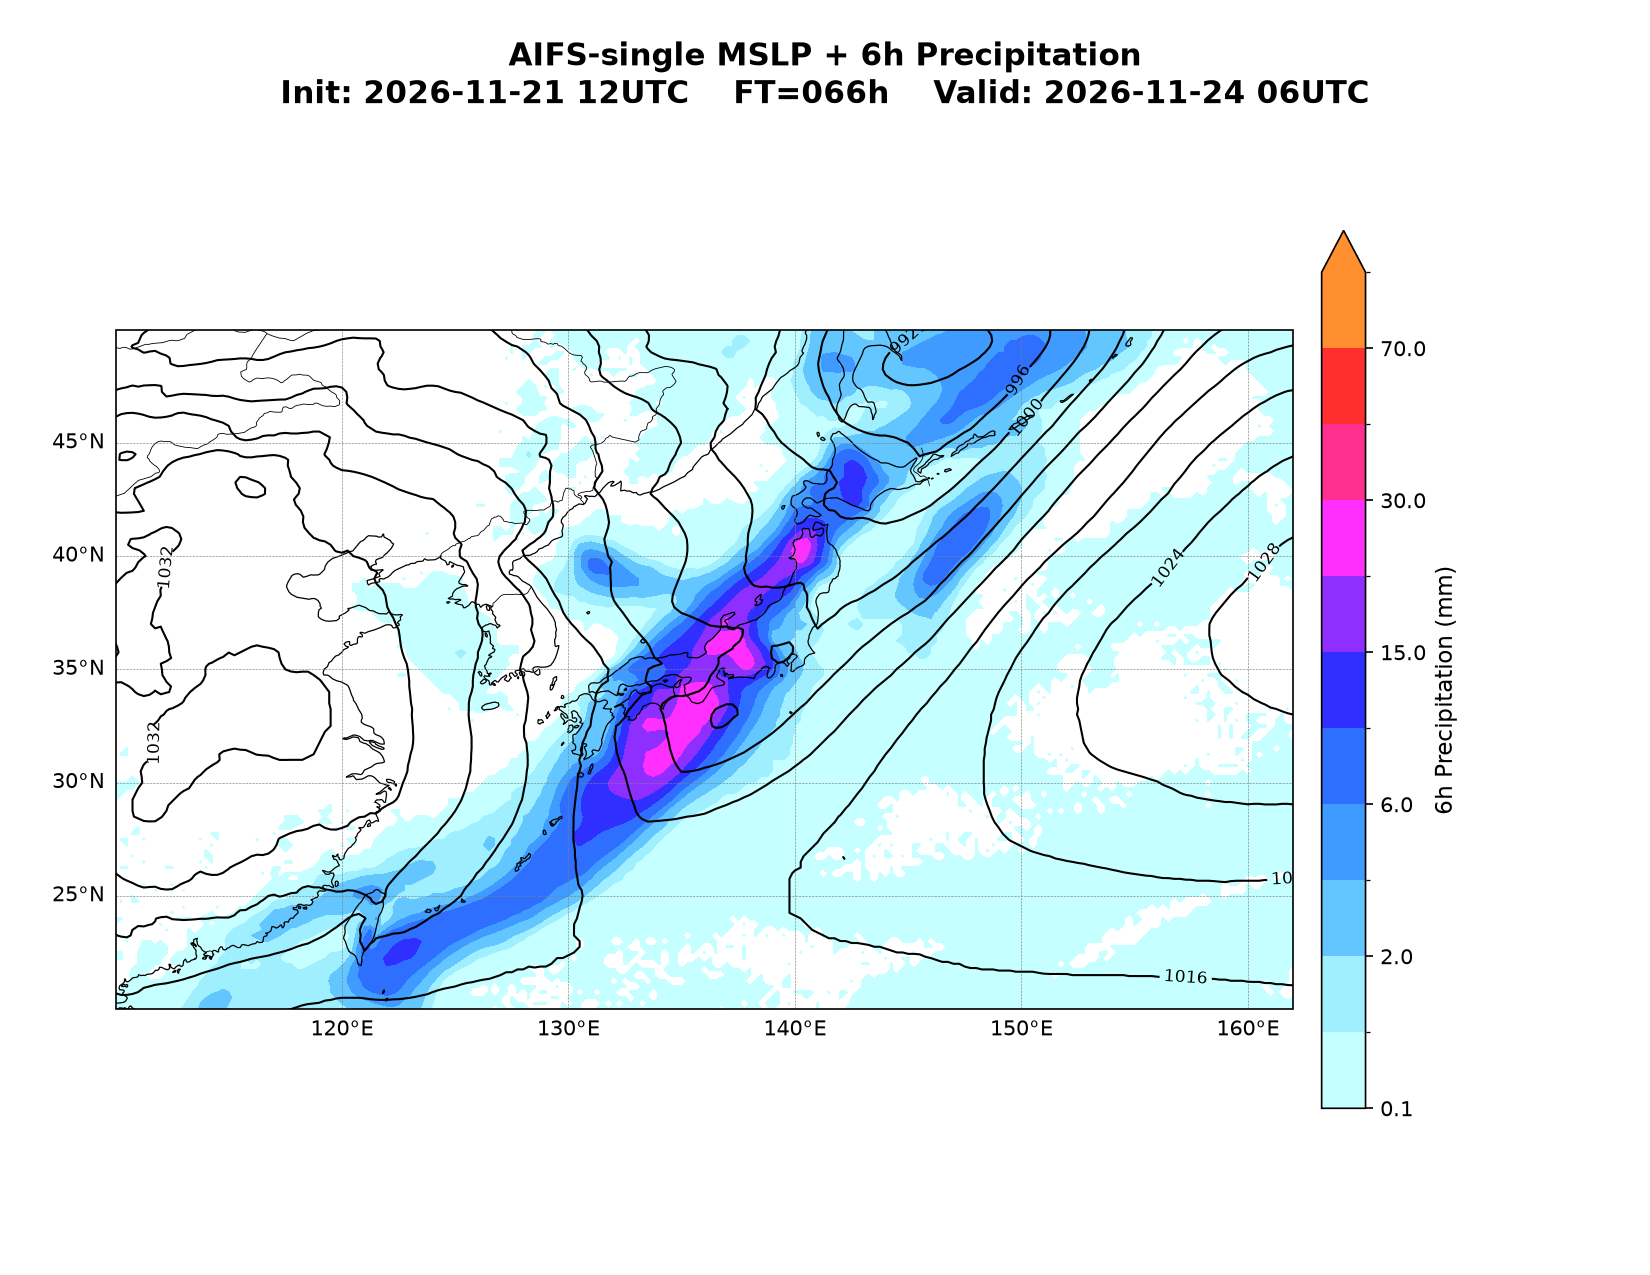 AIFS-single MSLP + 6h Precipitation
Init: 2026-11-21 12UTC    FT=066h    Valid: 2026-11-24 06UTC
992
996
1000
1024
1028
1032
1032
10
1016
45°N
40°N
35°N
30°N
25°N
120°E
130°E
140°E
150°E
160°E
70.0
30.0
15.0
6.0
2.0
0.1
6h Precipitation (mm)